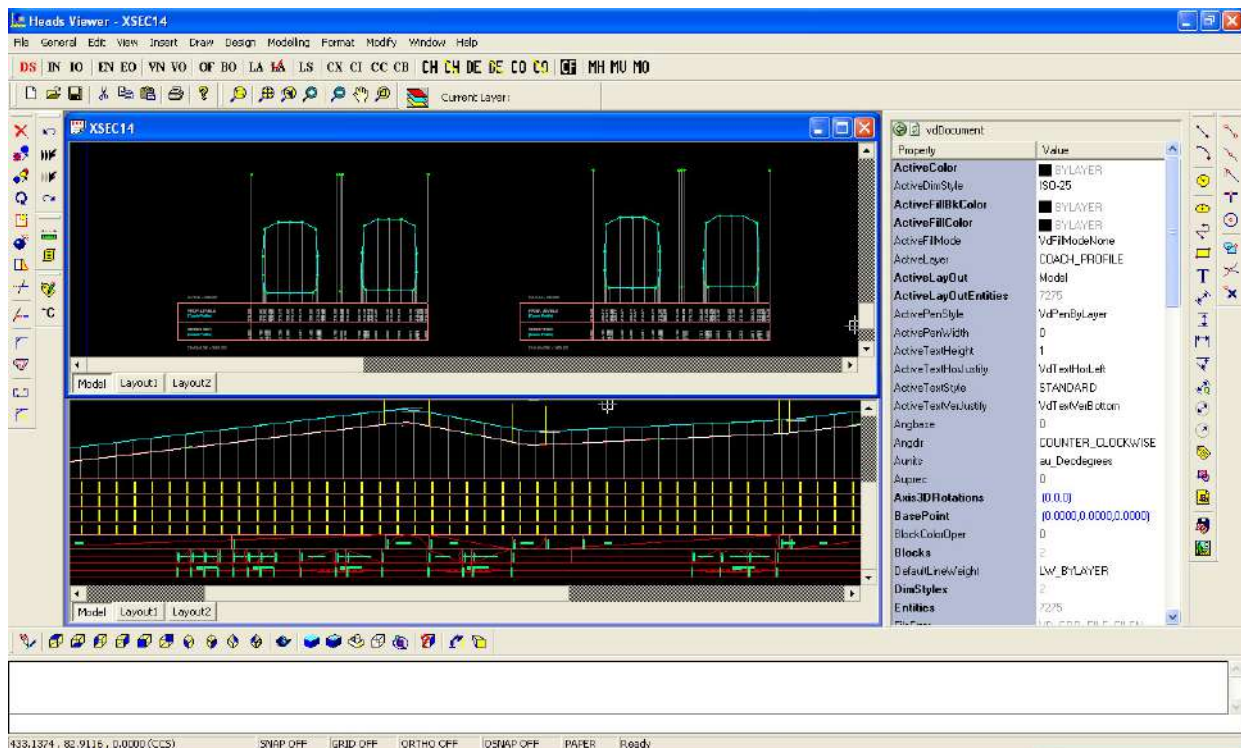 Heads Viewer - XSEC14
File General Edit View Insert Draw Design Modelling Format Modify Window Help
DS IN IO EN EO VN VO OF BO LA HA LS CX CI CC CB CH CH DE DE CO CO CF MH MU MO
Current Layer:
XSEC14
Model Layout1 Layout2
Model Layout1 Layout2
vdDocument
Property Value
ActiveColor BYLAYER
ActiveDimStyle ISO-25
ActiveFillBkColor BYLAYER
ActiveFillColor BYLAYER
ActiveFillMode VdFillModeNone
ActiveLayer COACH_PROFILE
ActiveLayOut Model
ActiveLayOutEntities 7275
ActivePenStyle VdPenByLayer
ActivePenWidth 0
ActiveTextHeight 1
ActiveTextHorJustify VdTextHorLeft
ActiveTextStyle STANDARD
ActiveTextVerJustify VdTextVerBottom
Angbase 0
Angdir COUNTER_CLOCKWISE
Aunits au_Decdegrees
Auprec 0
Axis3DRotations (0,0,0)
BasePoint (0.0000,0.0000,0.0000)
BlockColorOper 0
Blocks 2
DefaultLineWeight LW_BYLAYER
DimStyles 2
Entities 7275
°C
T
433.1374 , 82.9116 , 0.0000 (CCS) SNAP OFF GRID OFF ORTHO OFF OSNAP OFF PAPER Ready